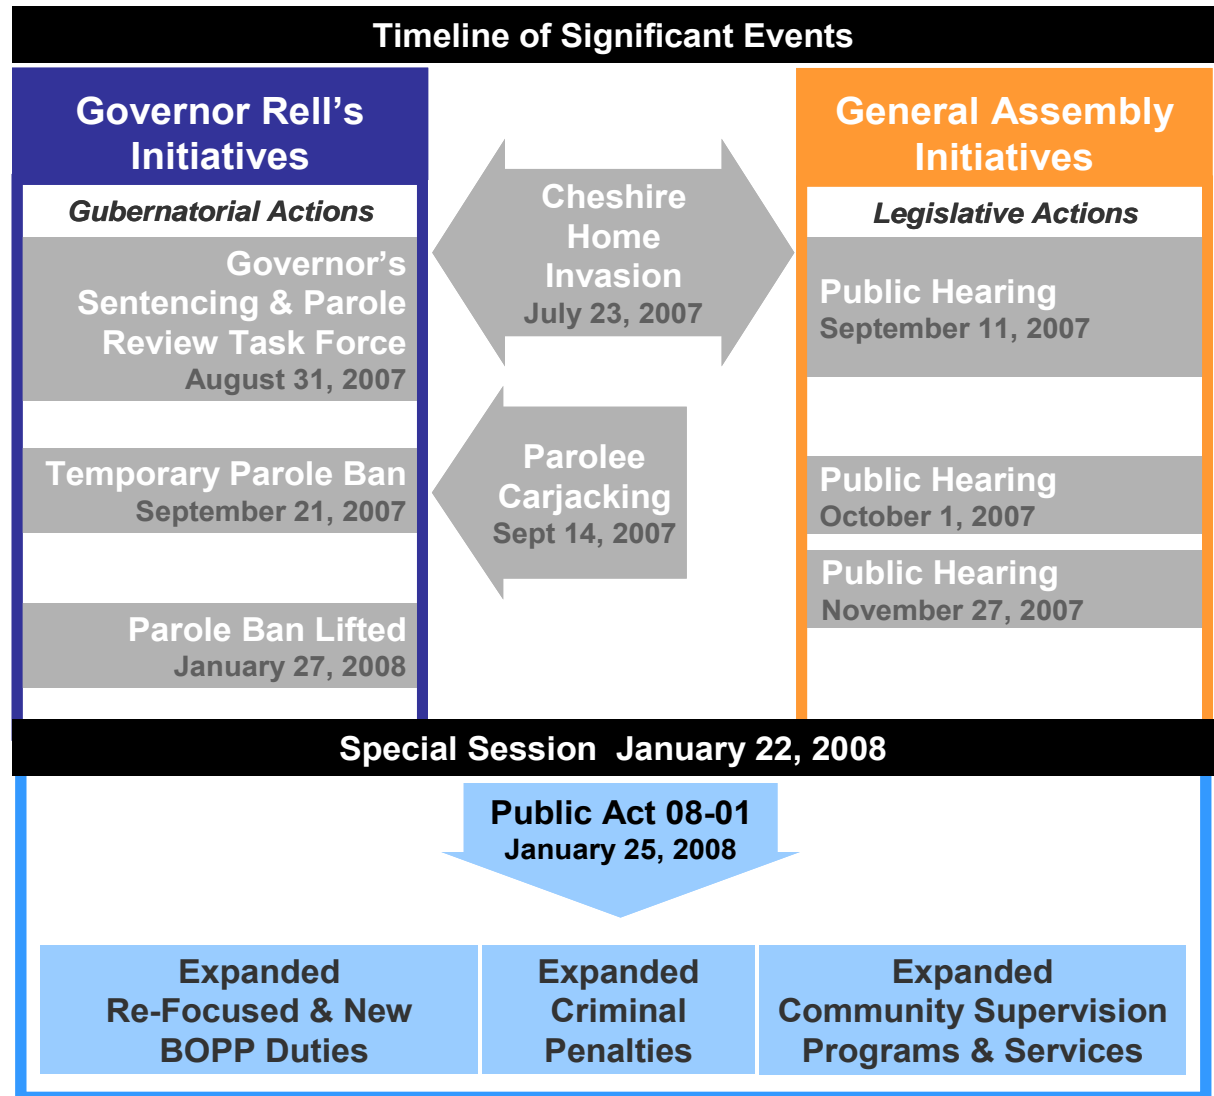 Timeline of Significant Events
Governor Rell's
Initiatives
Gubernatorial Actions
Governor's
Sentencing & Parole
Review Task Force
August 31, 2007
Temporary Parole Ban
September 21, 2007
Parole Ban Lifted
January 27, 2008
Cheshire
Home
Invasion
July 23, 2007
Parolee
Carjacking
Sept 14, 2007
General Assembly
Initiatives
Legislative Actions
Public Hearing
September 11, 2007
Public Hearing
October 1, 2007
Public Hearing
November 27, 2007
Special Session  January 22, 2008
Public Act 08-01
January 25, 2008
Expanded
Re-Focused & New
BOPP Duties
Expanded
Criminal
Penalties
Expanded
Community Supervision
Programs & Services